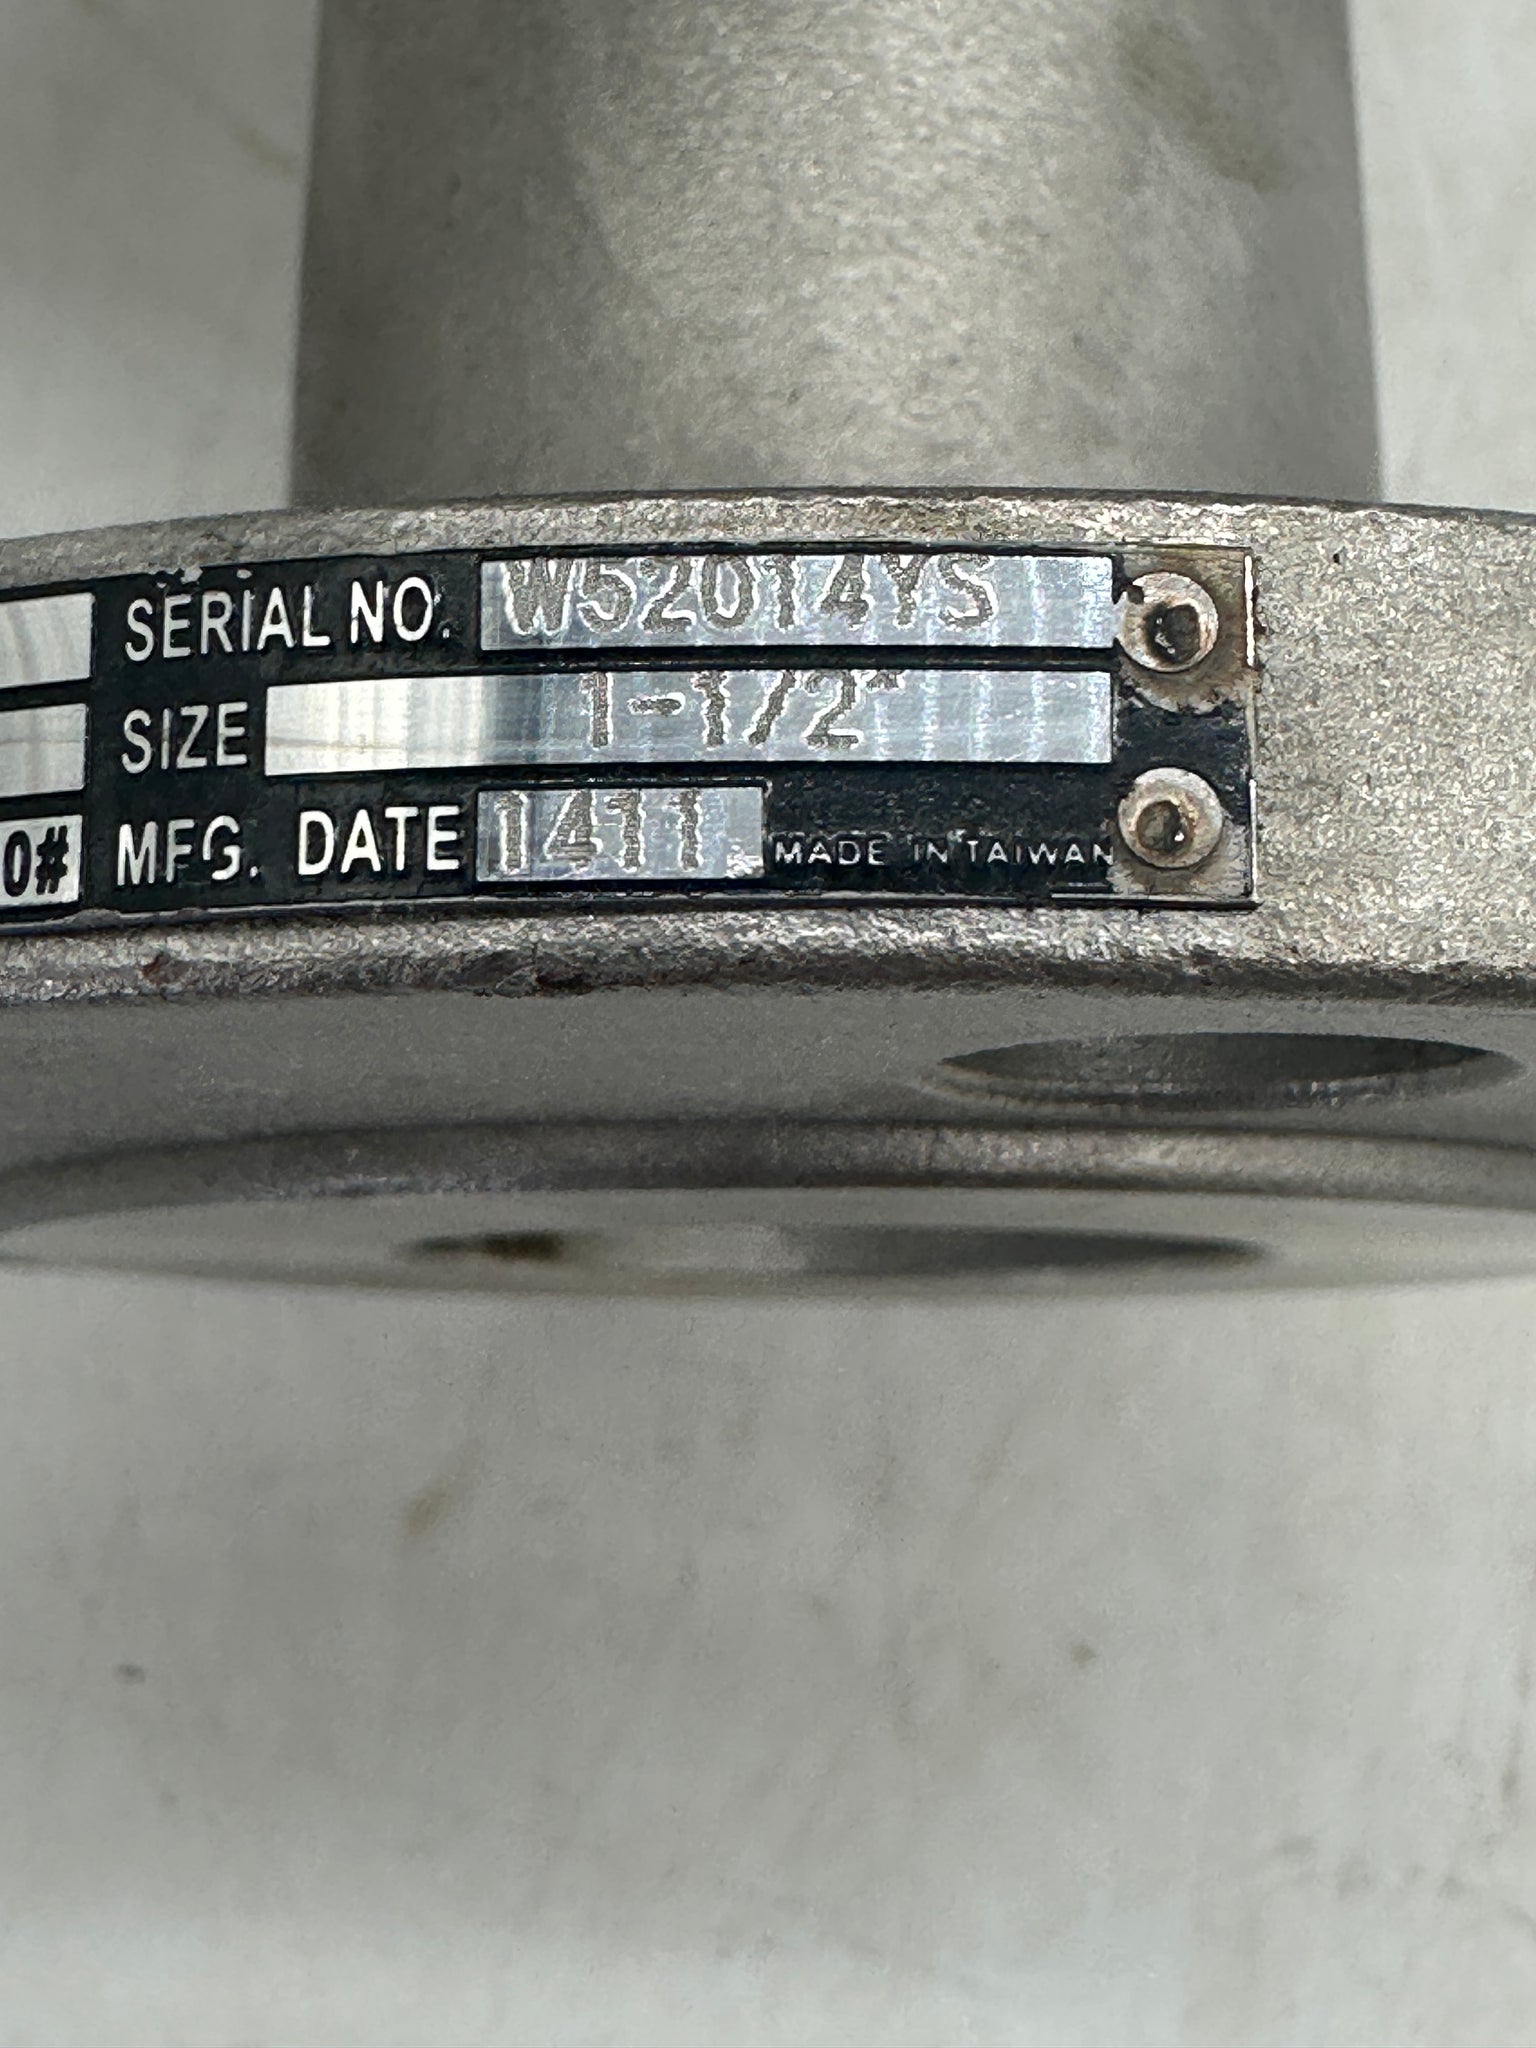 SERIAL NO. W52014YS
SIZE 1-1/2"
0# MFG. DATE 1411 MADE IN TAIWAN